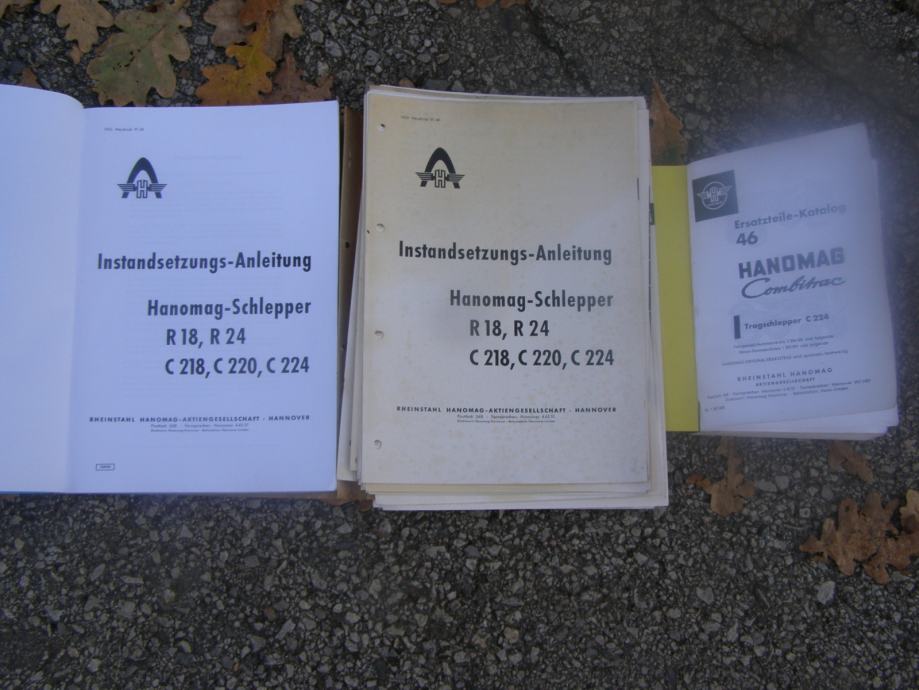 Instandsetzungs-Anleitung
Hanomag-Schlepper
R 18, R 24
C 218, C 220, C 224
RHEINSTAHL HANOMAG-AKTIENGESELLSCHAFT · HANNOVER
Instandsetzungs-Anleitung
Hanomag-Schlepper
R 18, R 24
C 218, C 220, C 224
RHEINSTAHL HANOMAG-AKTIENGESELLSCHAFT · HANNOVER
Ersatzteile-Katalog
46
HANOMAG
Combitrac
Tragschlepper C 224
RHEINSTAHL HANOMAG
AKTIENGESELLSCHAFT